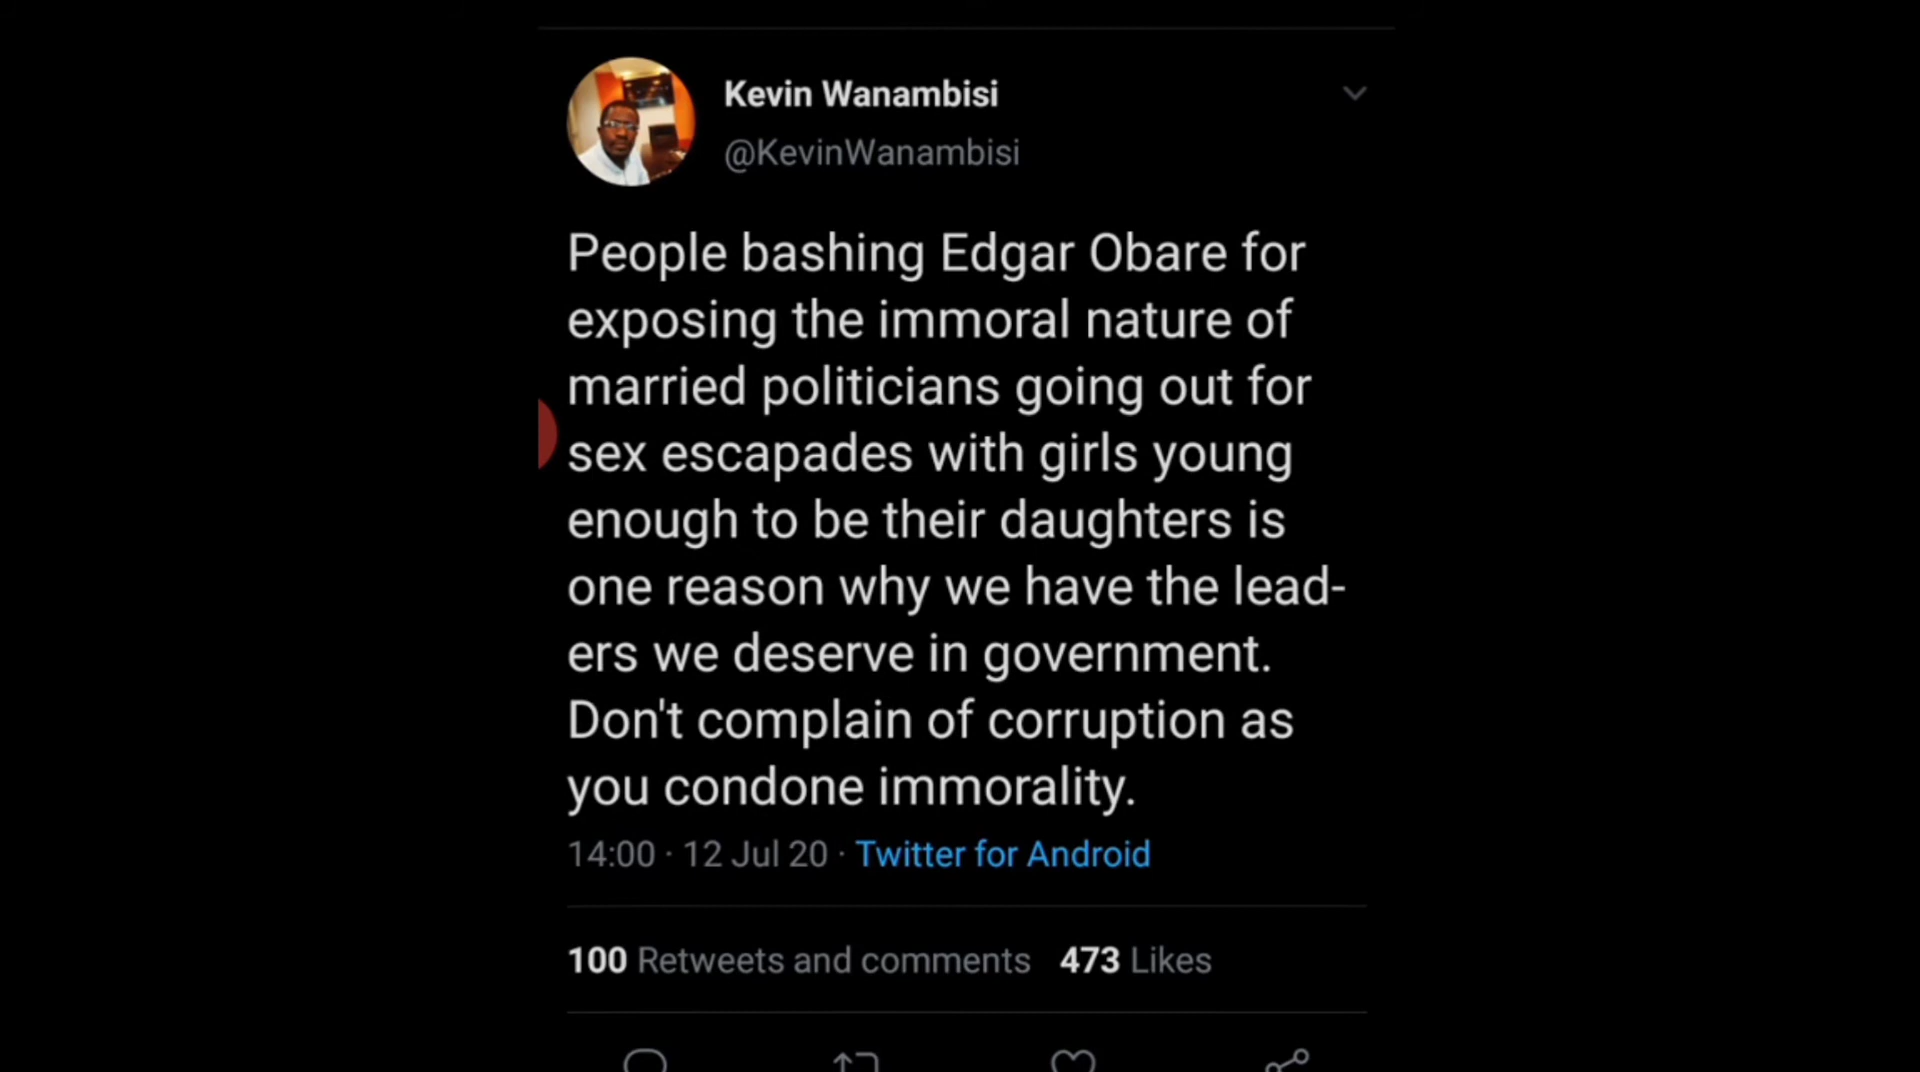 Kevin Wanambisi
@KevinWanambisi
People bashing Edgar Obare for
exposing the immoral nature of
married politicians going out for
sex escapades with girls young
enough to be their daughters is
one reason why we have the lead-
ers we deserve in government.
Don't complain of corruption as
you condone immorality.
14:00 · 12 Jul 20 · Twitter for Android
100 Retweets and comments 473 Likes